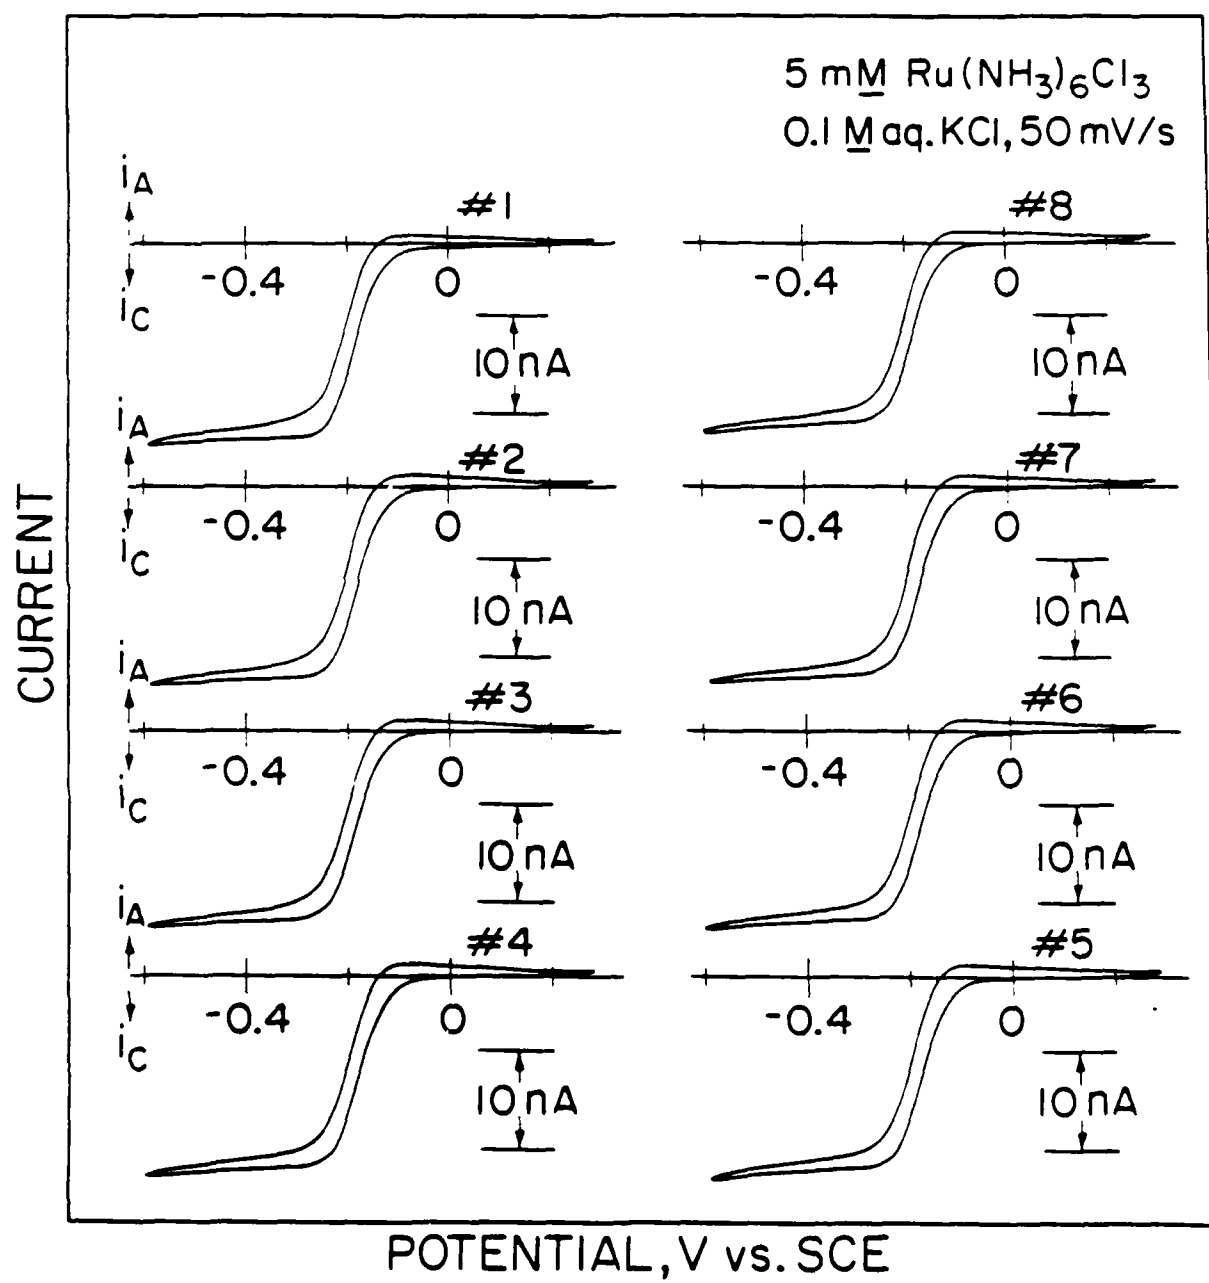 5 mM Ru(NH3)6Cl3
0.1 M aq. KCl, 50 mV/s
CURRENT
iA
iC
#1
-0.4
0
10 nA
#8
-0.4
0
10 nA
iA
iC
#2
-0.4
0
10 nA
#7
-0.4
0
10 nA
iA
iC
#3
-0.4
0
10 nA
#6
-0.4
0
10 nA
iA
iC
#4
-0.4
0
10 nA
#5
-0.4
0
10 nA
POTENTIAL, V vs. SCE